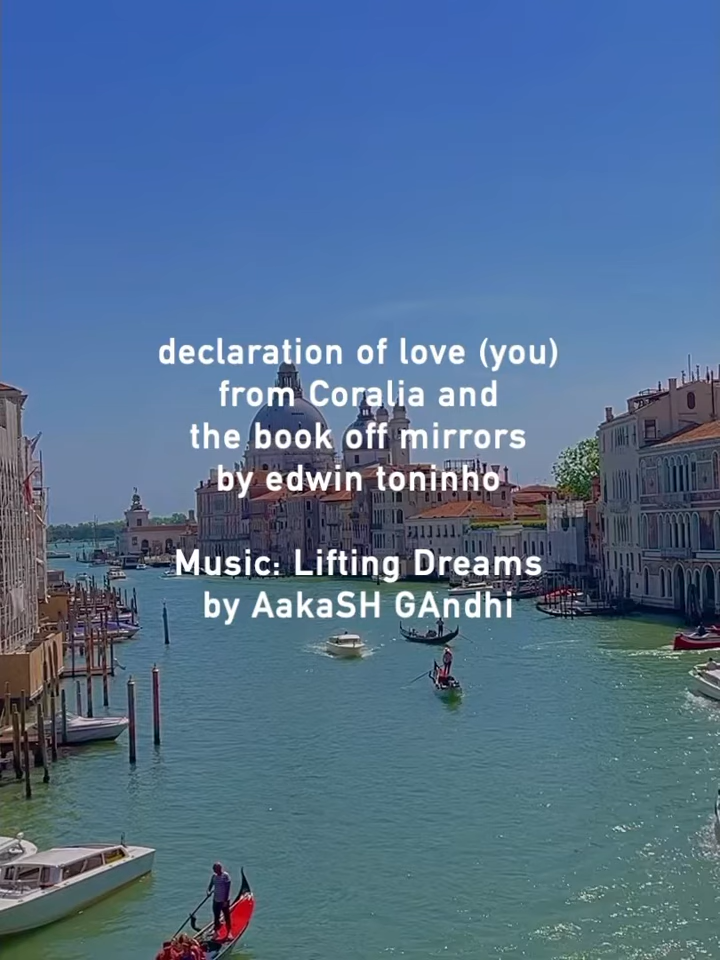 declaration of love (you)
from Coralia and
the book off mirrors
by edwin toninho
Music: Lifting Dreams
by AakaSH GAndhi